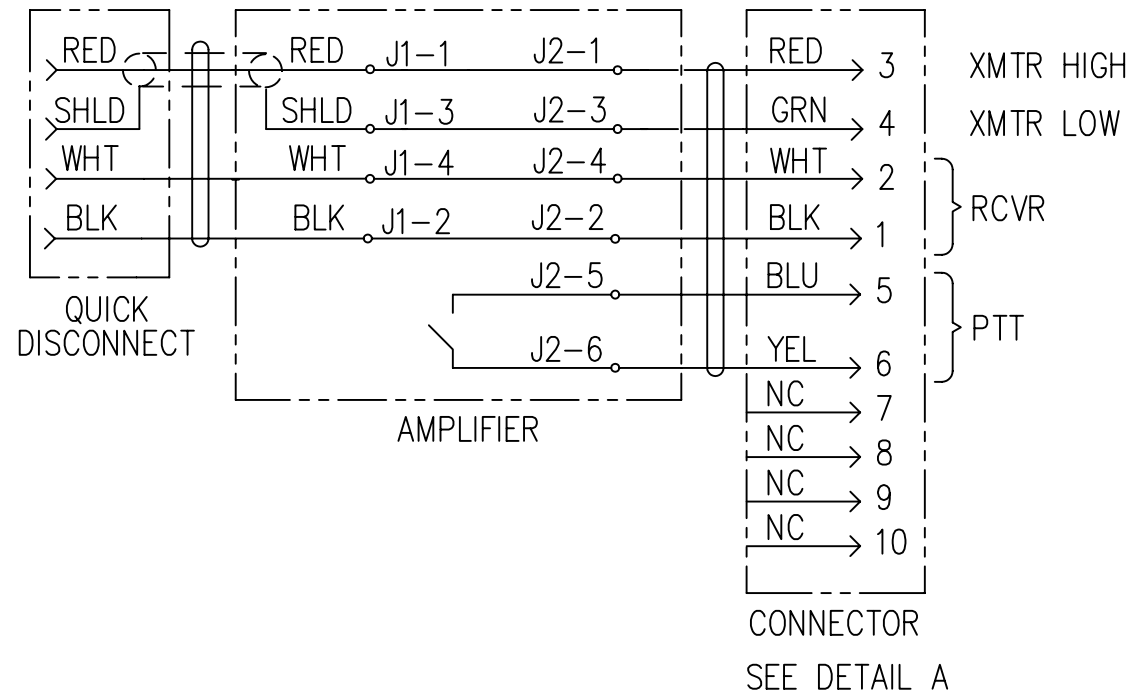 RED RED J1-1 J2-1 RED 3 XMTR HIGH
SHLD SHLD J1-3 J2-3 GRN 4 XMTR LOW
WHT WHT J1-4 J2-4 WHT 2
RCVR
BLK BLK J1-2 J2-2 BLK 1
J2-5 BLU 5
PTT
J2-6 YEL 6
QUICK
DISCONNECT
NC 7
AMPLIFIER
NC 8
NC 9
NC 10
CONNECTOR
SEE DETAIL A